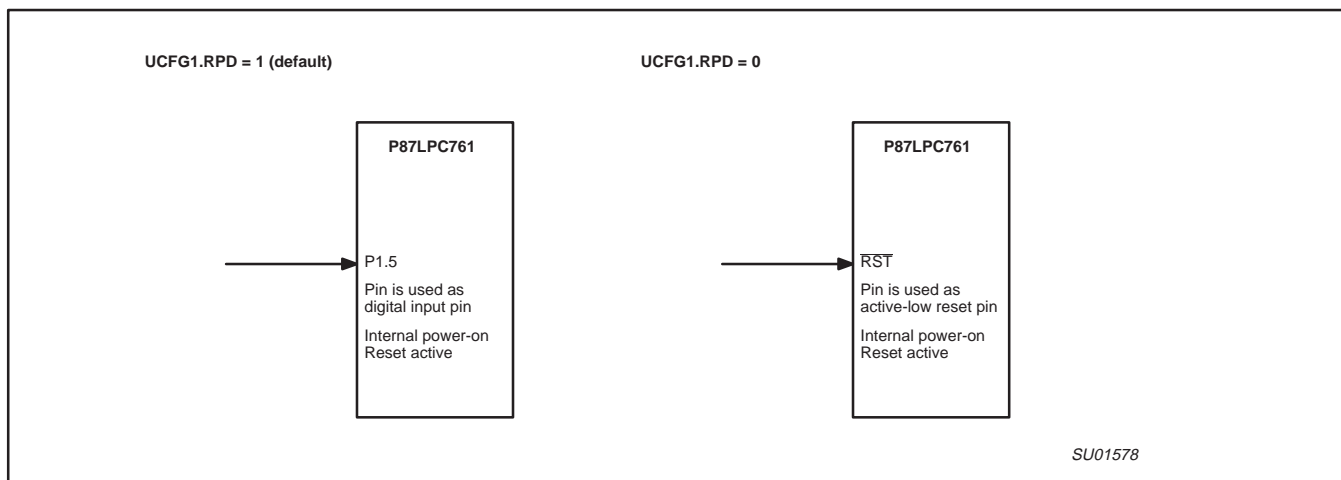 UCFG1.RPD = 1 (default)
P87LPC761
P1.5
Pin is used as
digital input pin
Internal power-on
Reset active
UCFG1.RPD = 0
P87LPC761
R̅S̅T̅
Pin is used as
active-low reset pin
Internal power-on
Reset active
SU01578